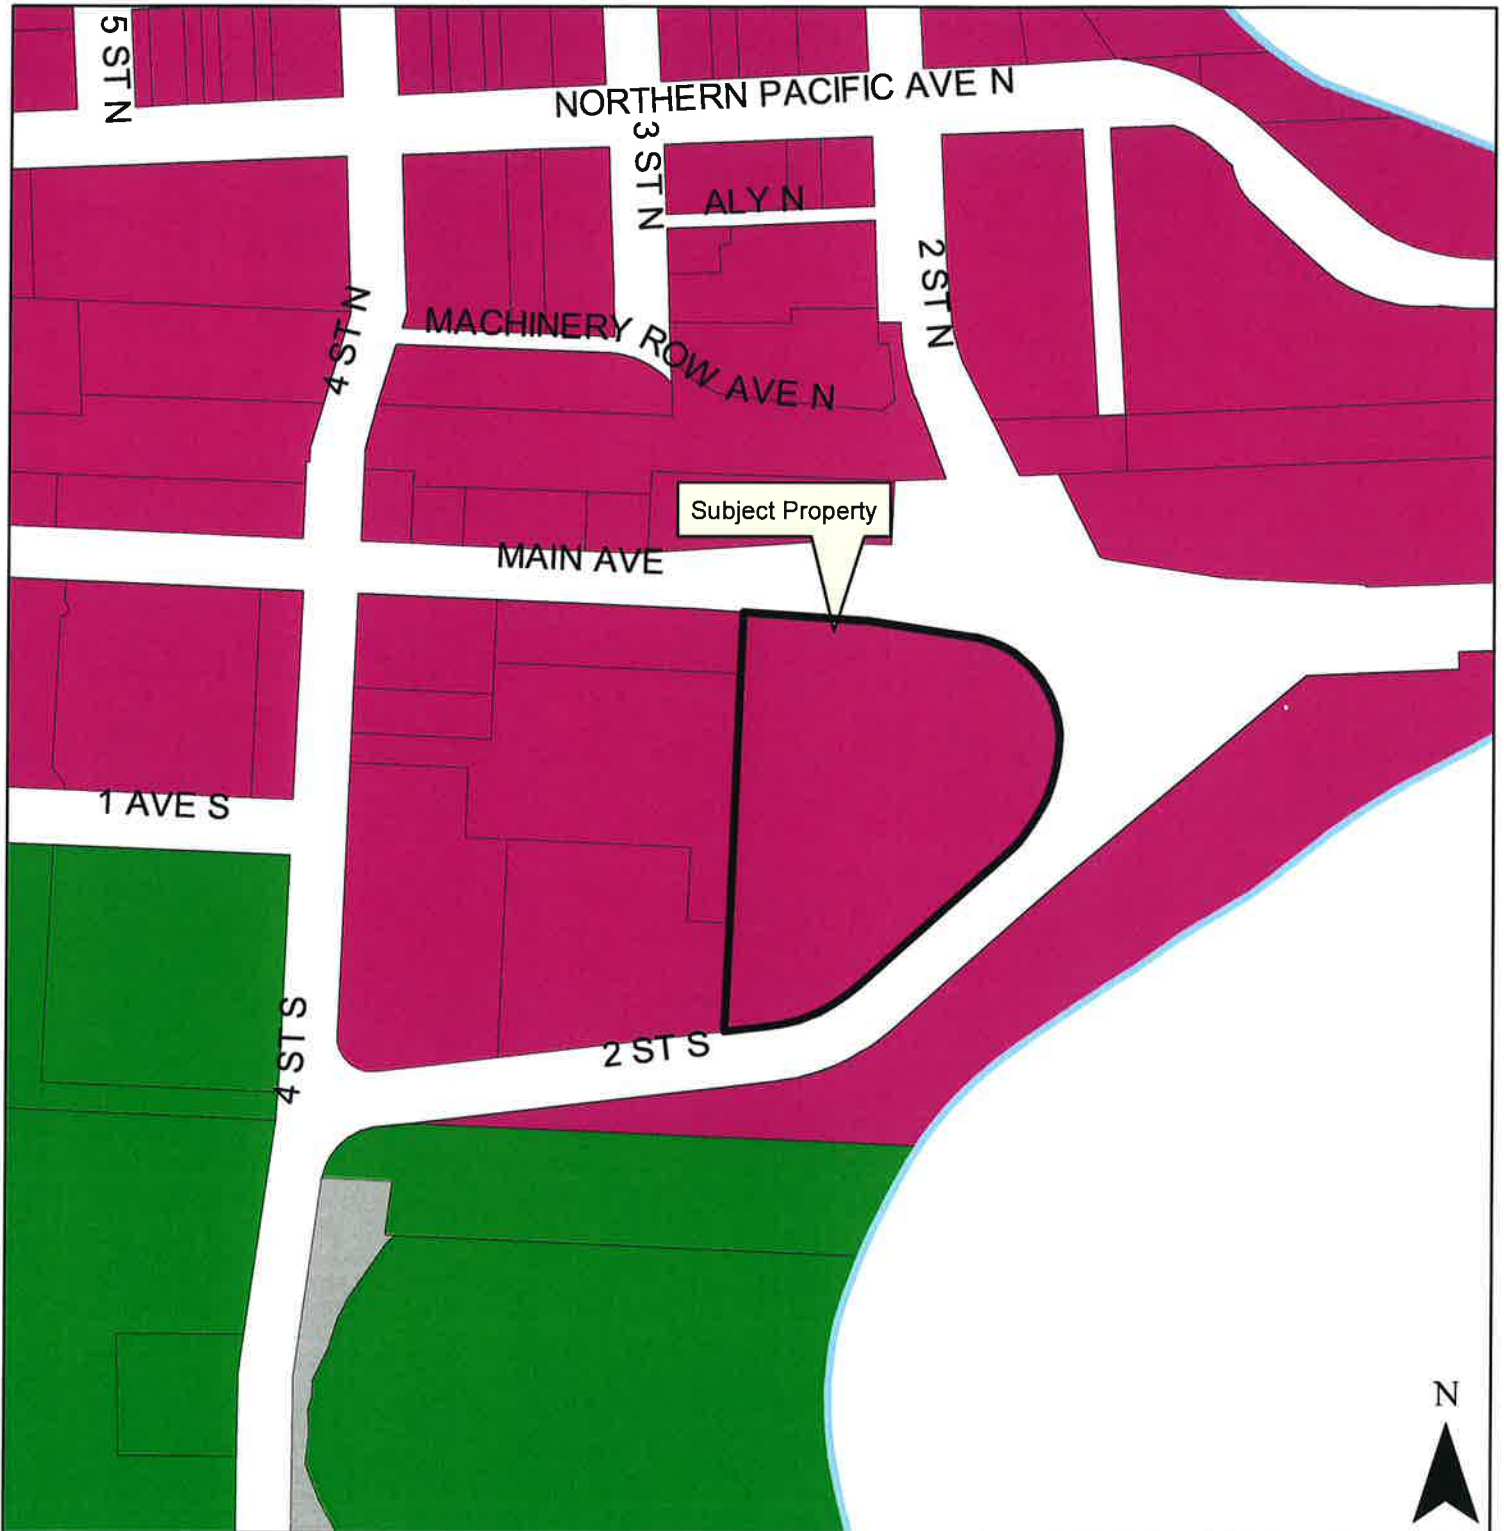 5 ST N
NORTHERN PACIFIC AVE N
3 ST N
ALY N
2 ST N
4 ST N
MACHINERY ROW AVE N
Subject Property
MAIN AVE
1 AVE S
4 ST S
2 ST S
N